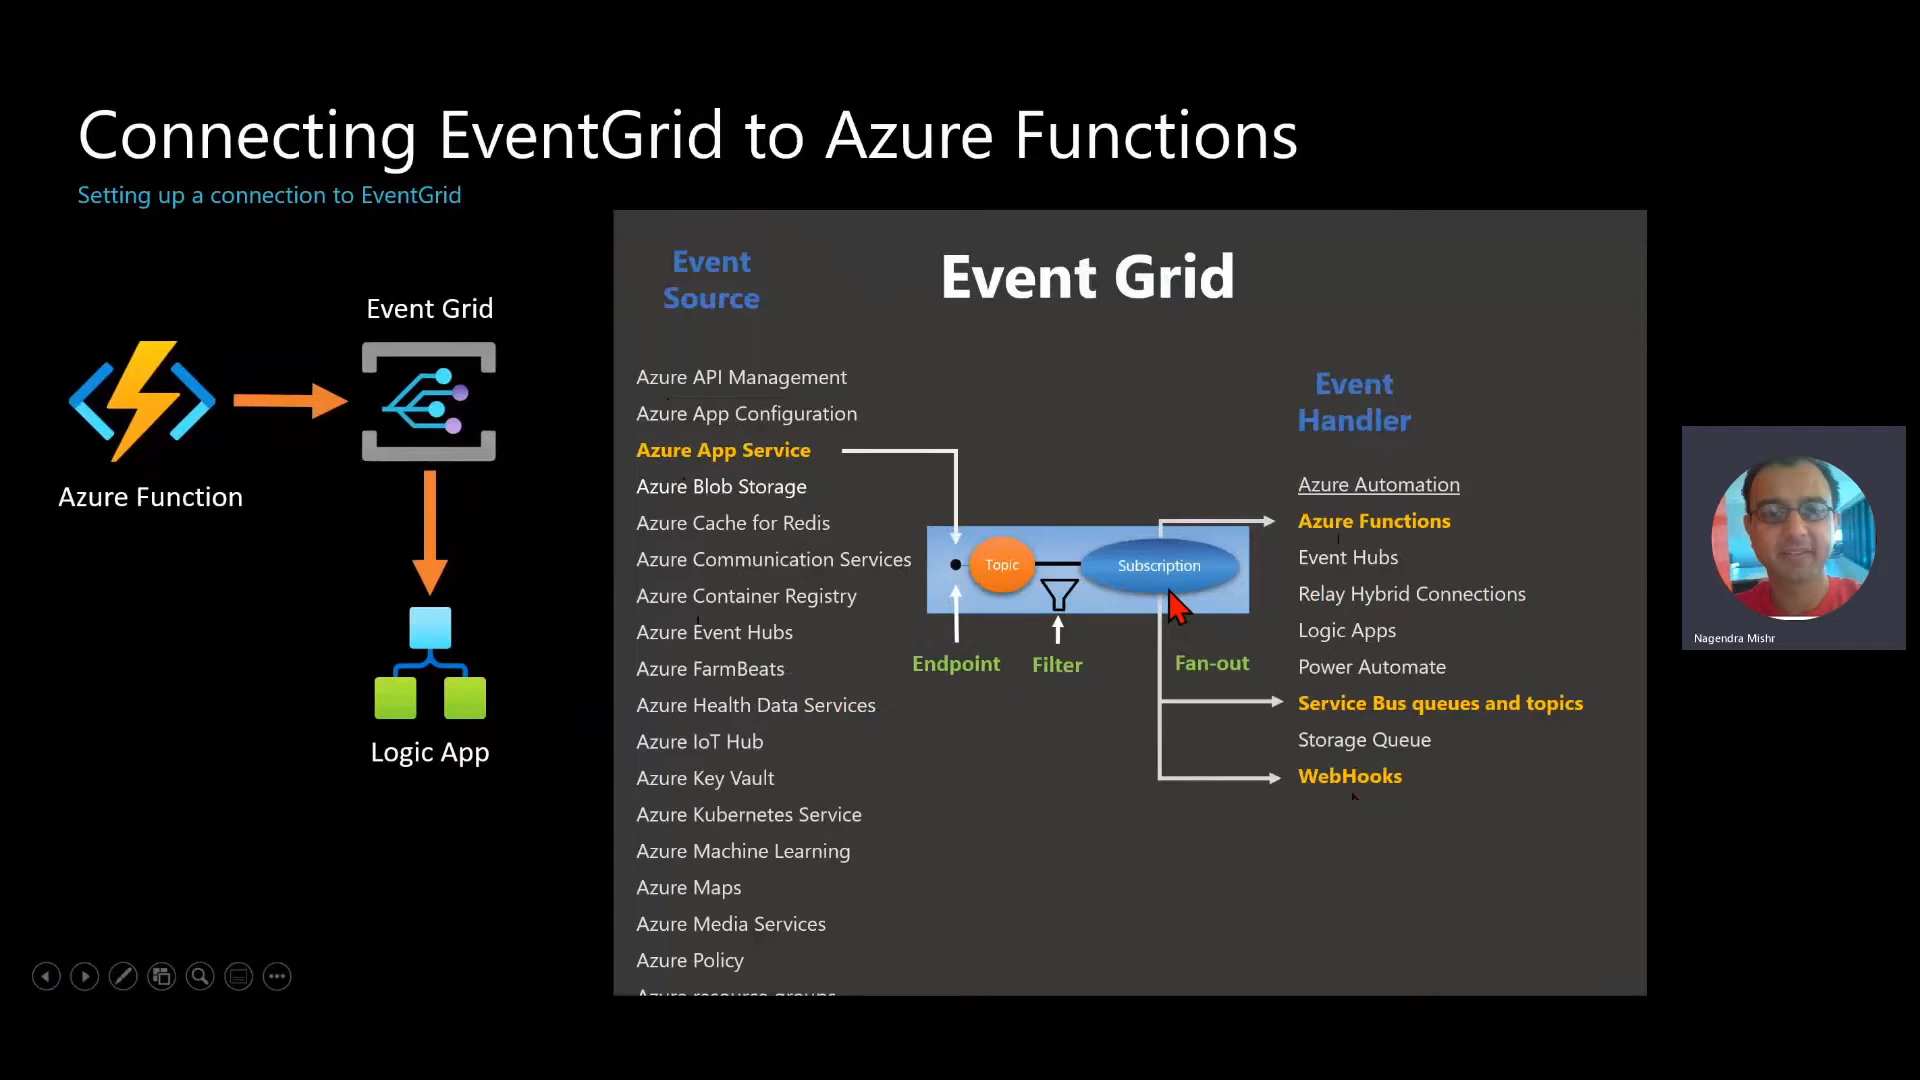 Connecting EventGrid to Azure Functions
Setting up a connection to EventGrid
Event Grid
Azure Function
Logic App
Event
Source
Event Grid
Azure API Management
Azure App Configuration
Azure App Service
Azure Blob Storage
Azure Cache for Redis
Azure Communication Services
Azure Container Registry
Azure Event Hubs
Azure FarmBeats
Azure Health Data Services
Azure IoT Hub
Azure Key Vault
Azure Kubernetes Service
Azure Machine Learning
Azure Maps
Azure Media Services
Azure Policy
Azure resource groups
Topic
Subscription
Endpoint
Filter
Fan-out
Event
Handler
Azure Automation
Azure Functions
Event Hubs
Relay Hybrid Connections
Logic Apps
Power Automate
Service Bus queues and topics
Storage Queue
WebHooks
Nagendra Mishr